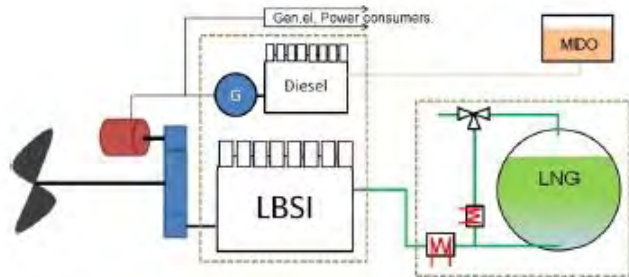 Gen.el, Power consumers.
MIDO
Diesel
G
LBSI
LNG